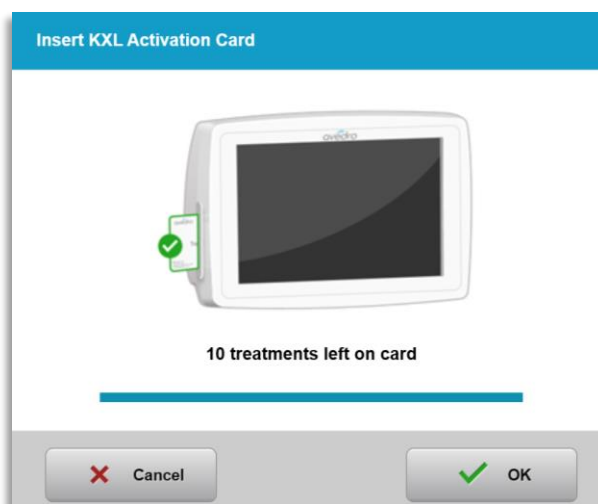 Insert KXL Activation Card
avedro
10 treatments left on card
Cancel
OK